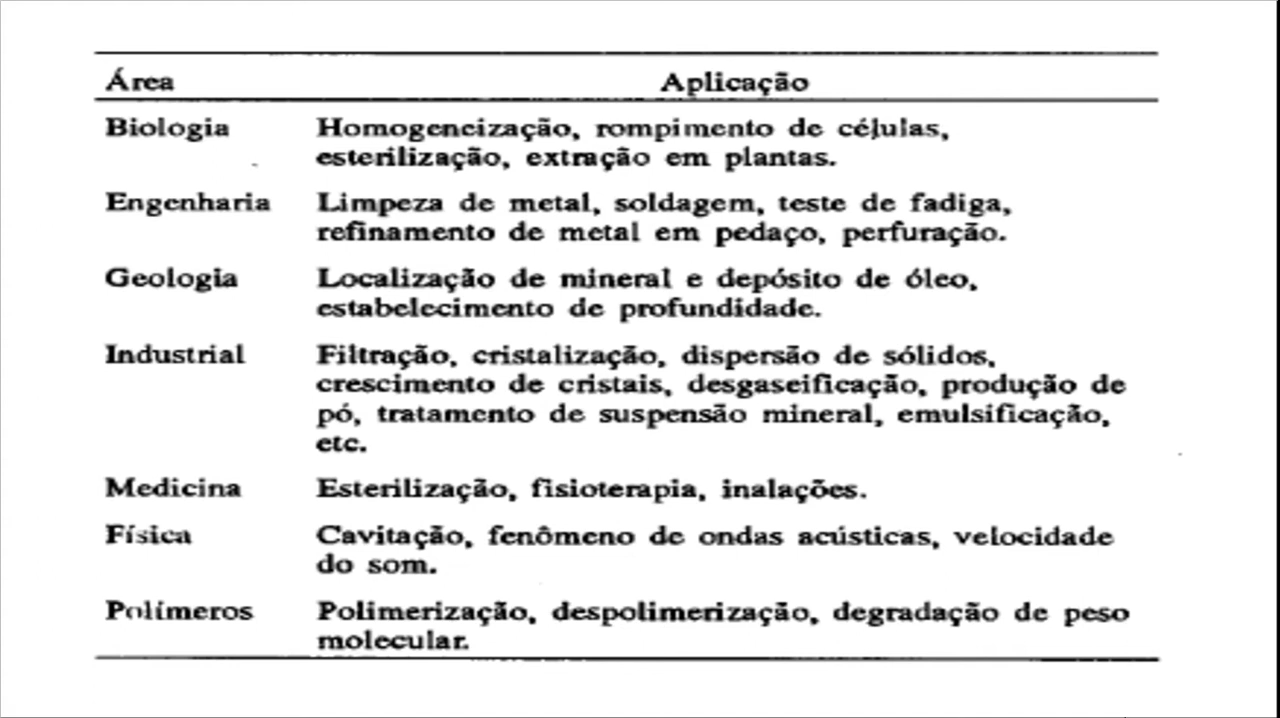 Área Aplicação
Biologia Homogeneização, rompimento de células,
esterilização, extração em plantas.
Engenharia Limpeza de metal, soldagem, teste de fadiga,
refinamento de metal em pedaço, perfuração.
Geologia Localização de mineral e depósito de óleo,
estabelecimento de profundidade.
Industrial Filtração, cristalização, dispersão de sólidos,
crescimento de cristais, desgaseificação, produção de
pó, tratamento de suspensão mineral, emulsificação,
etc.
Medicina Esterilização, fisioterapia, inalações.
Física Cavitação, fenômeno de ondas acústicas, velocidade
do som.
Polímeros Polimerização, despolimerização, degradação de peso
molecular.